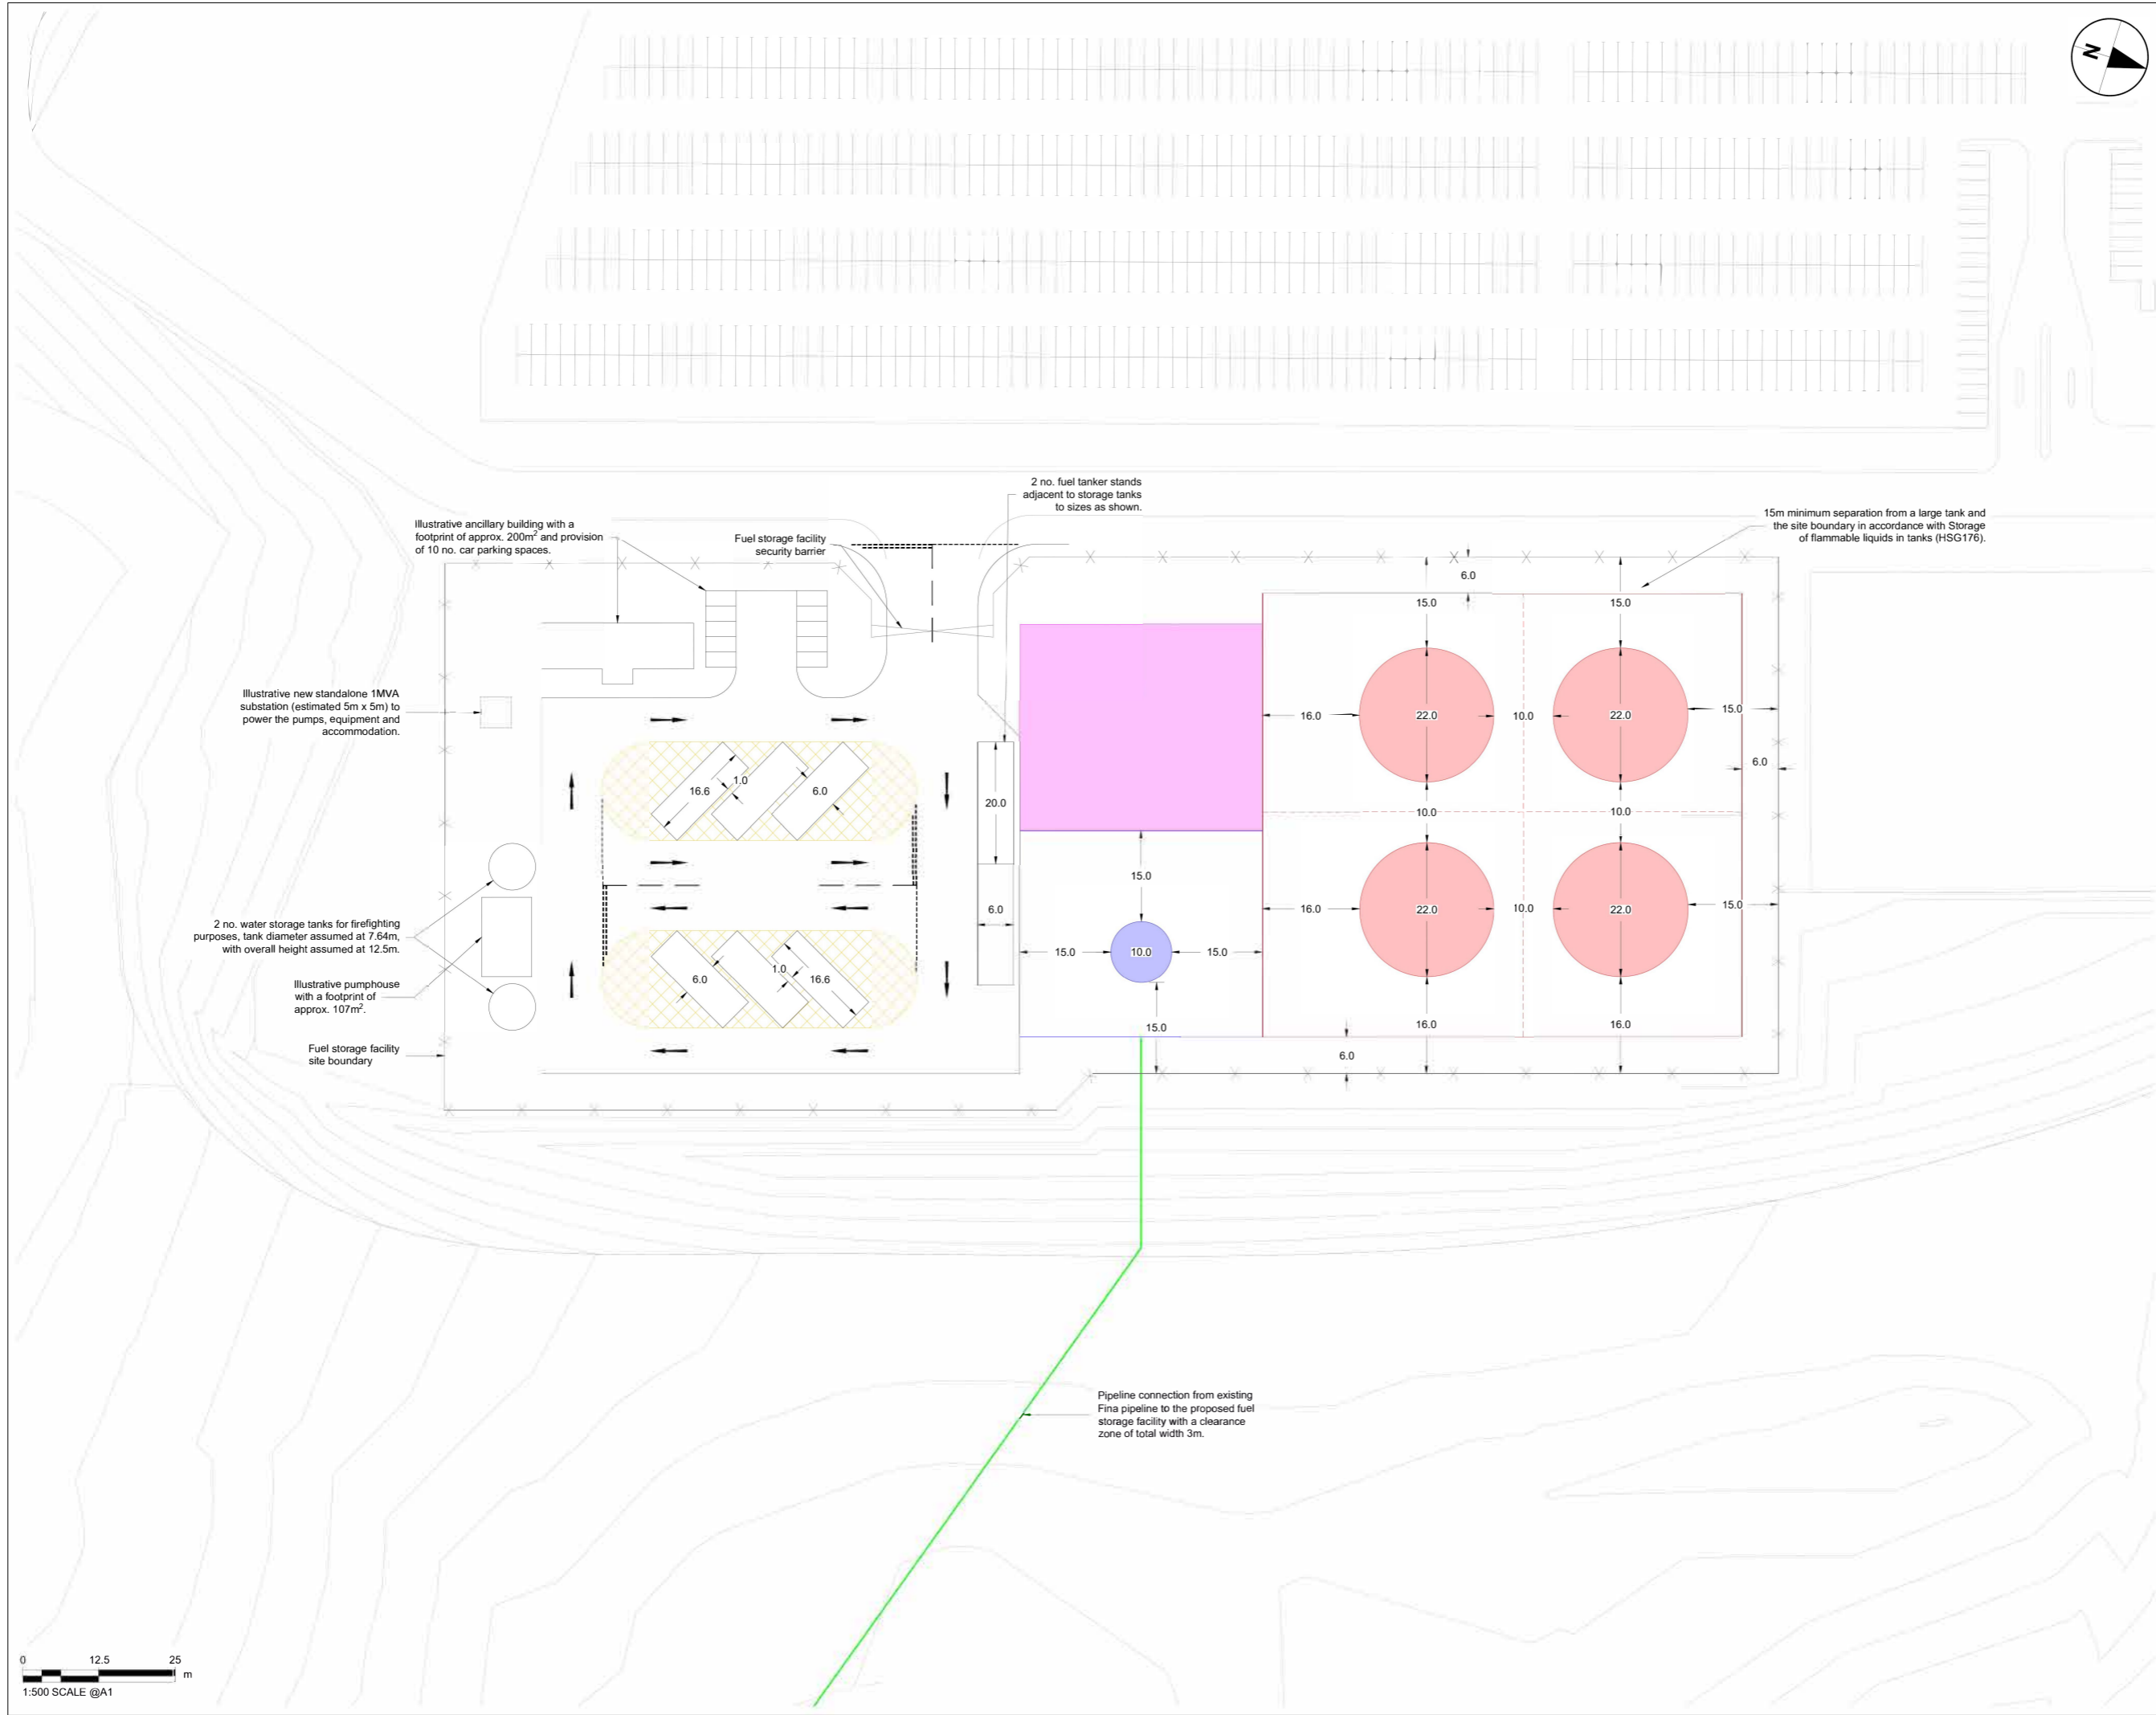 N
2 no. fuel tanker stands
adjacent to storage tanks
to sizes as shown.
15m minimum separation from a large tank and
the site boundary in accordance with Storage
of flammable liquids in tanks (HSG176).
Illustrative ancillary building with a
footprint of approx. 200m²  and provision
of 10 no. car parking spaces.
Fuel storage facility
security barrier
6.0
15.0
15.0
Illustrative new standalone 1MVA
substation (estimated 5m x 5m) to
power the pumps, equipment and
accommodation.
16.0
22.0
10.0
22.0
15.0
6.0
1.0
16.6
6.0
20.0
10.0
10.0
15.0
6.0
16.0
22.0
10.0
22.0
15.0
2 no. water storage tanks for firefighting
purposes, tank diameter assumed at 7.64m,
with overall height assumed at 12.5m.
15.0
10.0
15.0
6.0
1.0
16.6
Illustrative pumphouse
with a footprint of
approx. 107m².
15.0
16.0
16.0
Fuel storage facility
site boundary
6.0
Pipeline connection from existing
Fina pipeline to the proposed fuel
storage facility with a clearance
zone of total width 3m.
0 12.5 25
m
1:500 SCALE @A1